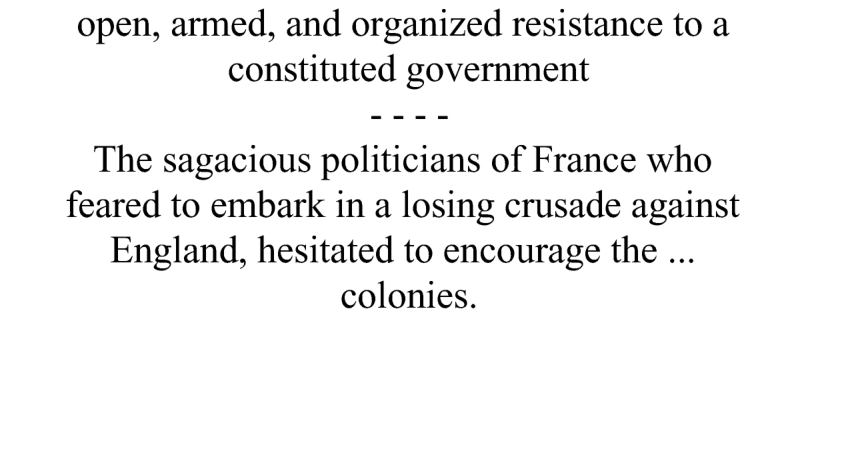 open, armed, and organized resistance to a
constituted government
- - - -
The sagacious politicians of France who
feared to embark in a losing crusade against
England, hesitated to encourage the ...
colonies.